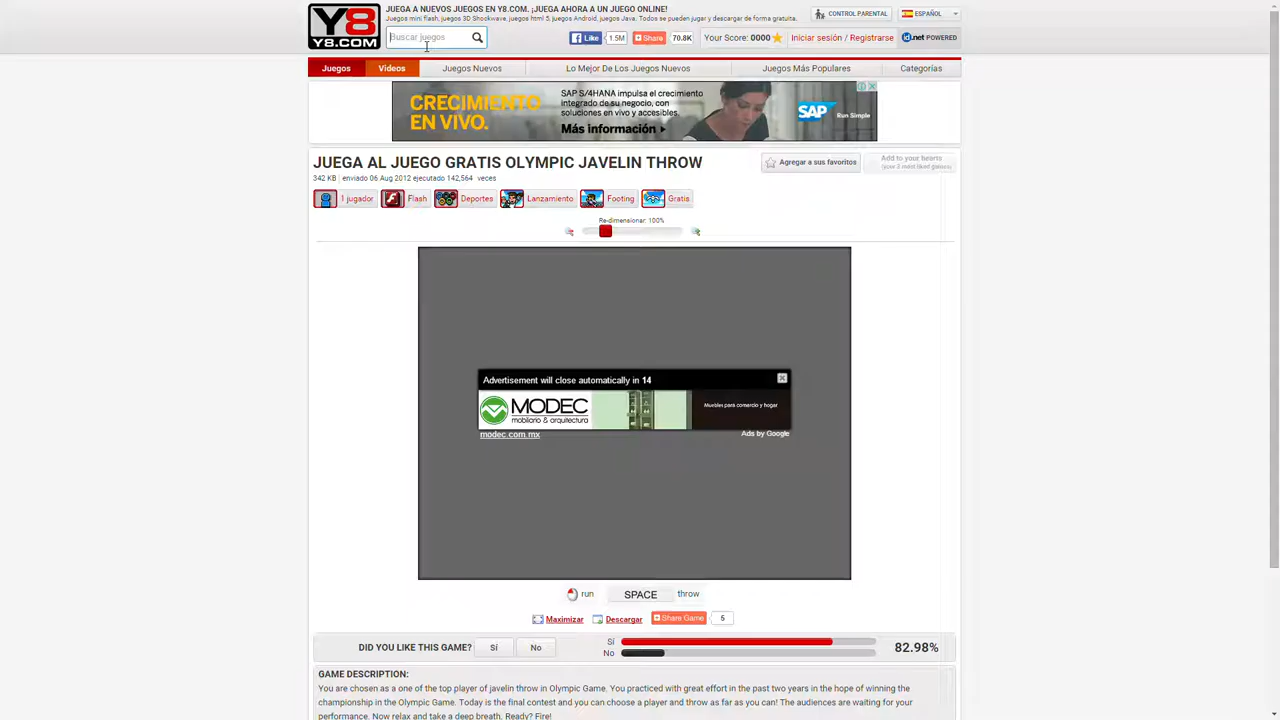 JUEGA A NUEVOS JUEGOS EN Y8.COM. ¡JUEGA AHORA A UN JUEGO ONLINE!
Juegos mini flash, juegos 3D Shockwave, juegos html 5, juegos Android, juegos Java. Todos se pueden jugar y descargar de forma gratuita.
CONTROL PARENTAL
ESPAÑOL
Y8
Y8.COM
Buscar juegos
Like
1.5M
Share
70.8K
Your Score: 0000
Iniciar sesión / Registrarse
id.net POWERED
Juegos
Videos
Juegos Nuevos
Lo Mejor De Los Juegos Nuevos
Juegos Más Populares
Categorías
CRECIMIENTO
EN VIVO.
SAP S/4HANA impulsa el crecimiento
integrado de su negocio, con
soluciones en vivo y accesibles.
Más información
SAP
Run Simple
JUEGA AL JUEGO GRATIS OLYMPIC JAVELIN THROW
342 KB | enviado 06 Aug 2012 ejecutado 142,564 veces
Agregar a sus favoritos
Add to your hearts
(your 3 most liked games)
1 jugador
Flash
Deportes
Lanzamiento
Footing
Gratis
Re-dimensionar: 100%
Advertisement will close automatically in 14
MODEC
mobiliario & arquitectura
Muebles para comercio y hogar
modec.com.mx
Ads by Google
run
SPACE
throw
Maximizar
Descargar
Share Game
5
DID YOU LIKE THIS GAME?
Sí
No
Sí
No
82.98%
GAME DESCRIPTION:
You are chosen as a one of the top player of javelin throw in Olympic Game. You practiced with great effort in the past two years in the hope of winning the
championship in the Olympic Game. Today is the final contest and you can choose a player and throw as far as you can! The audiences are waiting for your
performance. Now relax and take a deep breath. Ready? Fire!